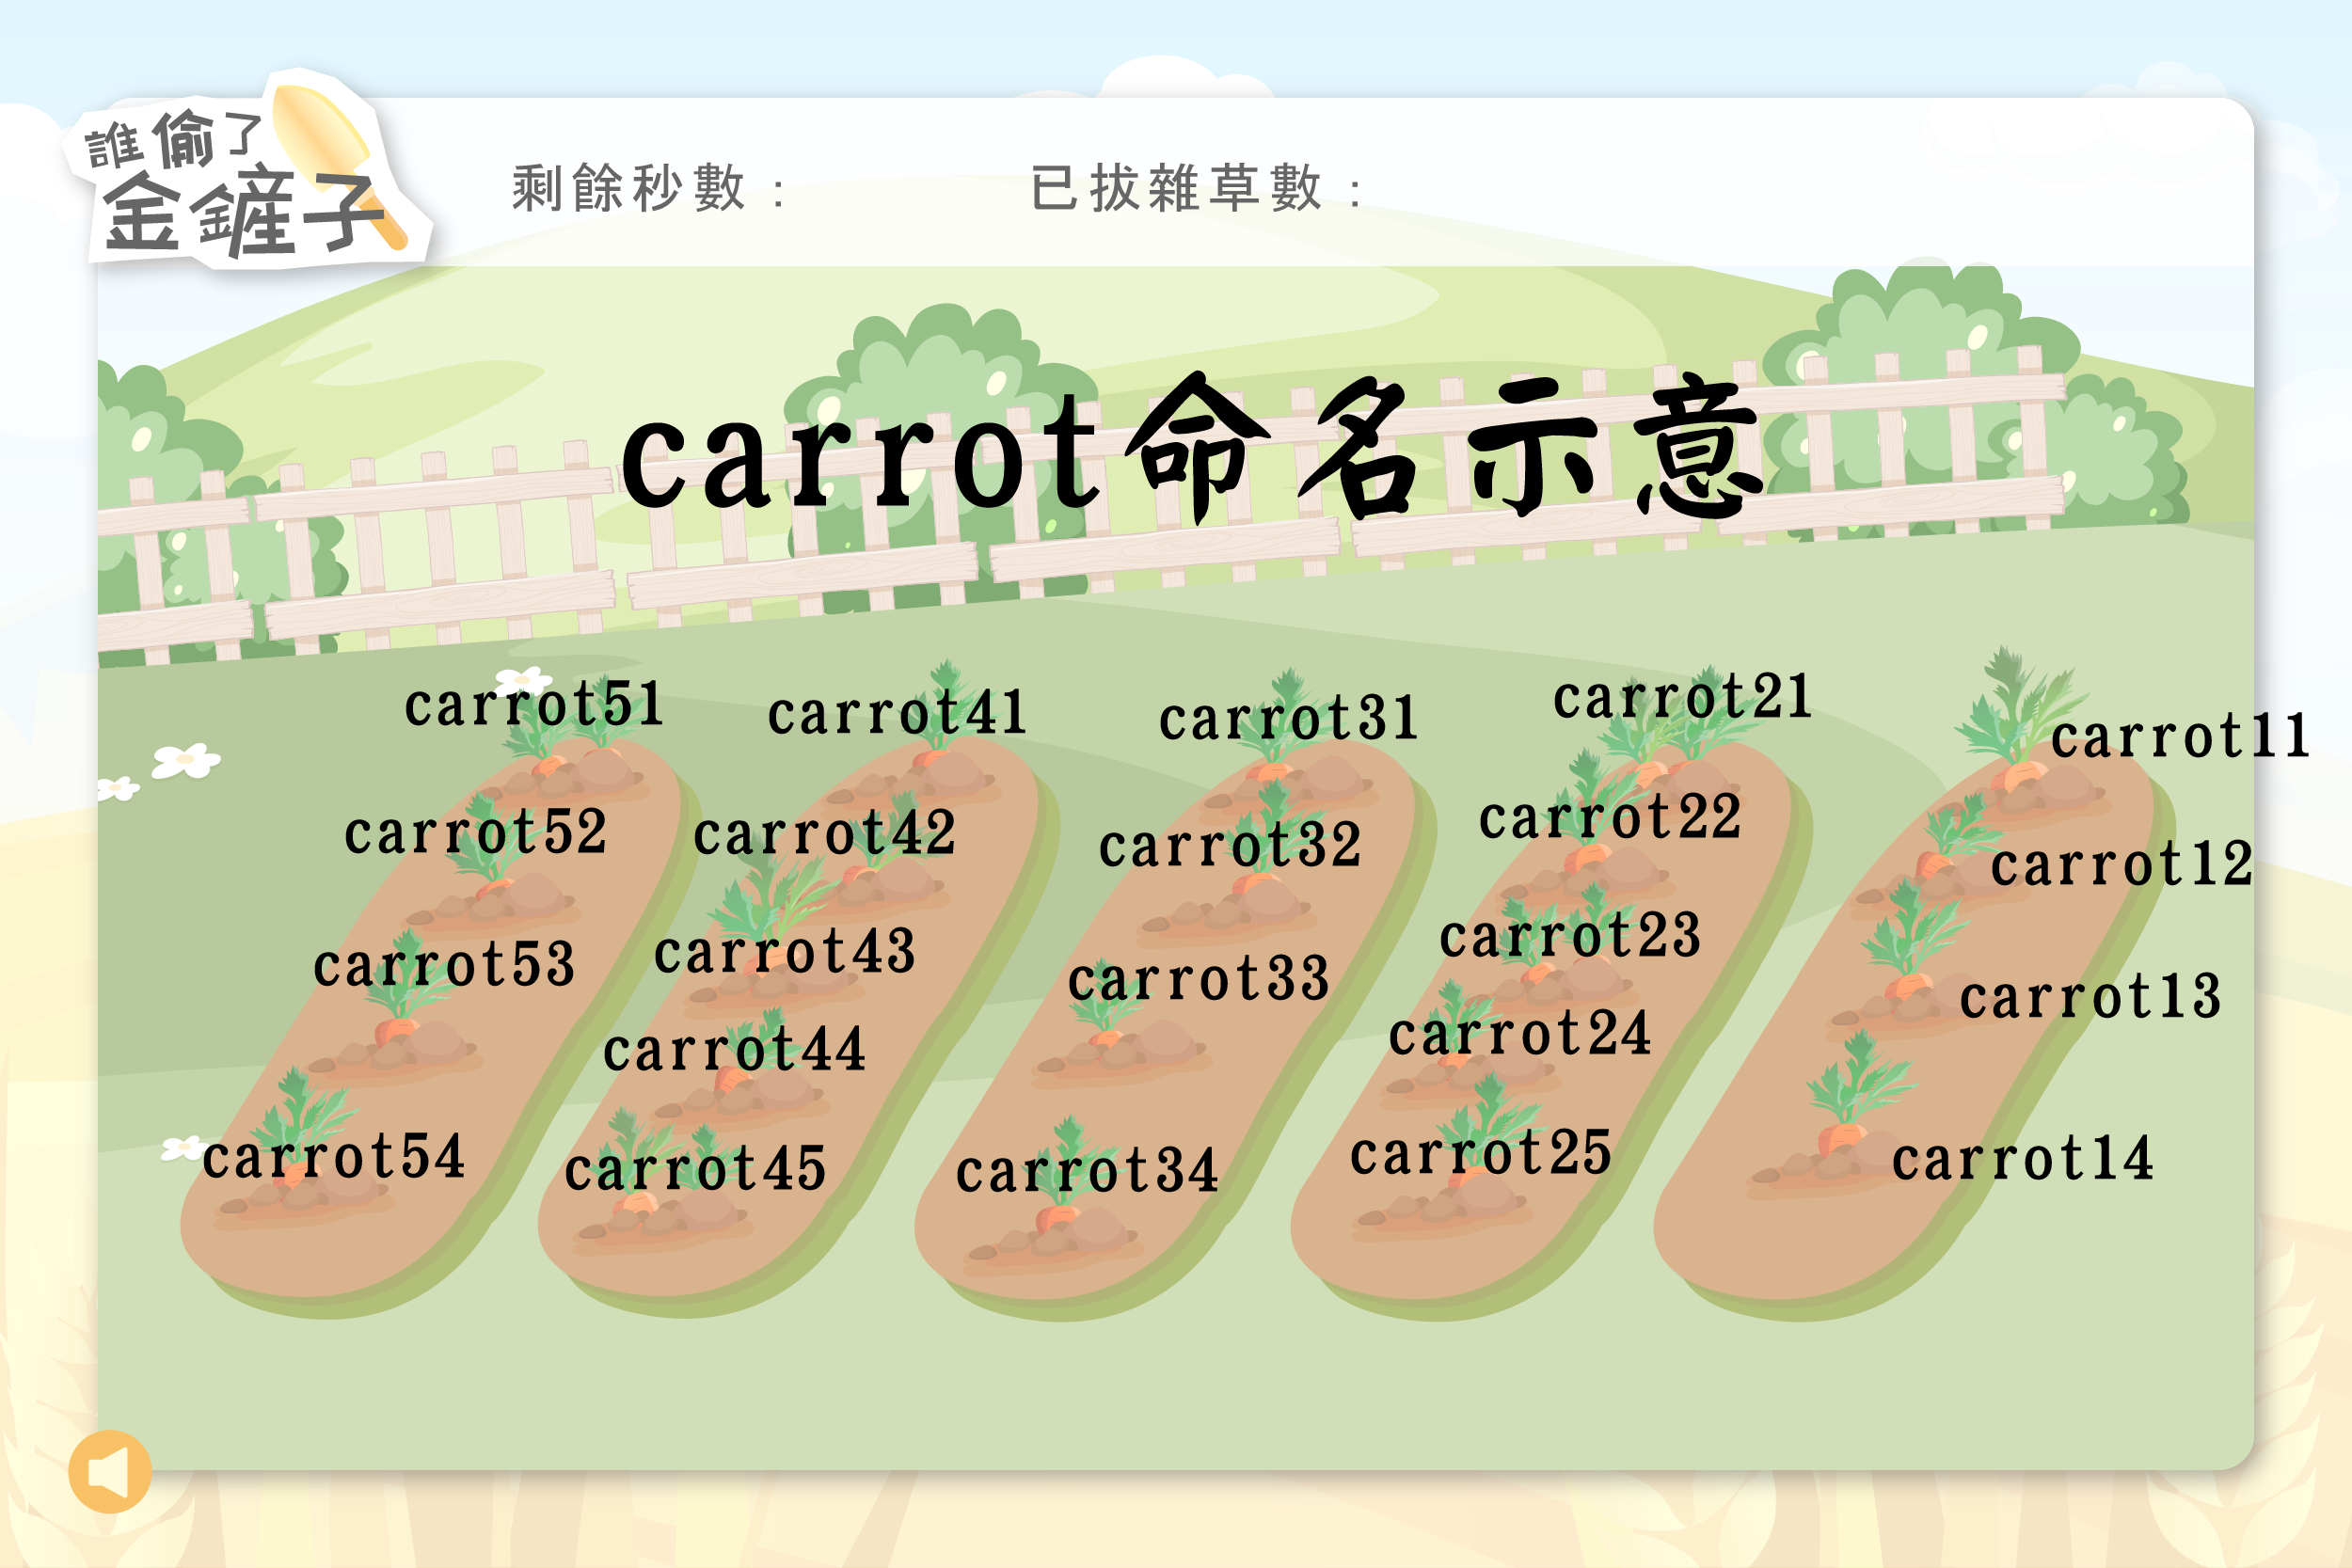 誰偷了
金鏟子
剩餘秒數：
已拔雜草數：
carrot命名示意
carrot51
carrot41
carrot31
carrot21
carrot11
carrot52
carrot42
carrot32
carrot22
carrot12
carrot53
carrot43
carrot33
carrot23
carrot13
carrot44
carrot24
carrot54
carrot45
carrot34
carrot25
carrot14